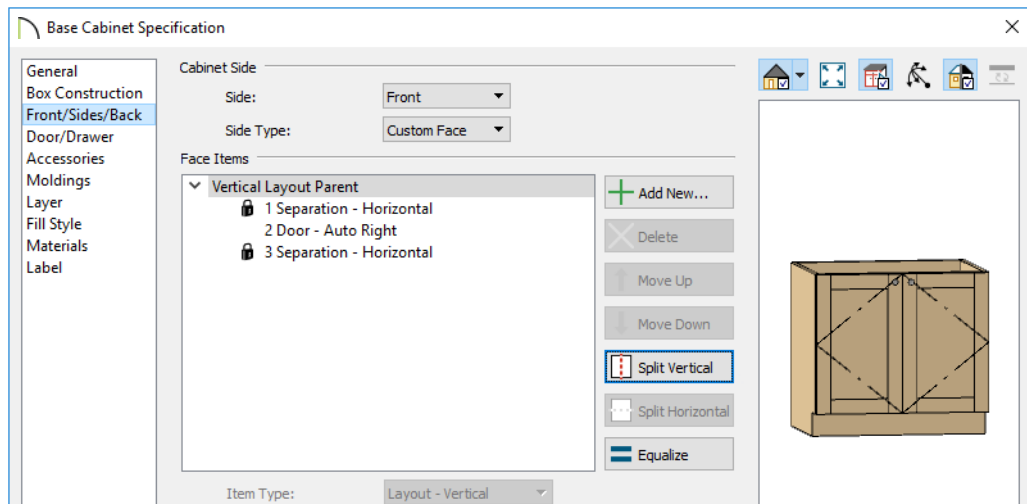 Base Cabinet Specification
General
Box Construction
Front/Sides/Back
Door/Drawer
Accessories
Moldings
Layer
Fill Style
Materials
Label
Cabinet Side
Side: Front
Side Type: Custom Face
Face Items
Vertical Layout Parent
1 Separation - Horizontal
2 Door - Auto Right
3 Separation - Horizontal
Add New...
Delete
Move Up
Move Down
Split Vertical
Split Horizontal
Equalize
Item Type: Layout - Vertical